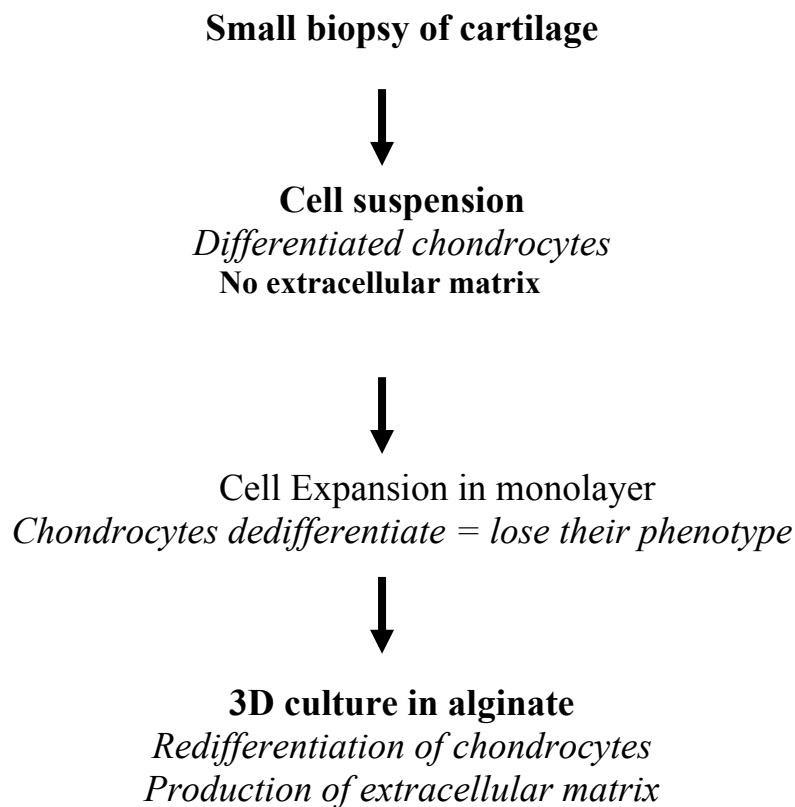 Small biopsy of cartilage
Cell suspension
Differentiated chondrocytes
No extracellular matrix
Cell Expansion in monolayer
Chondrocytes dedifferentiate = lose their phenotype
3D culture in alginate
Redifferentiation of chondrocytes
Production of extracellular matrix